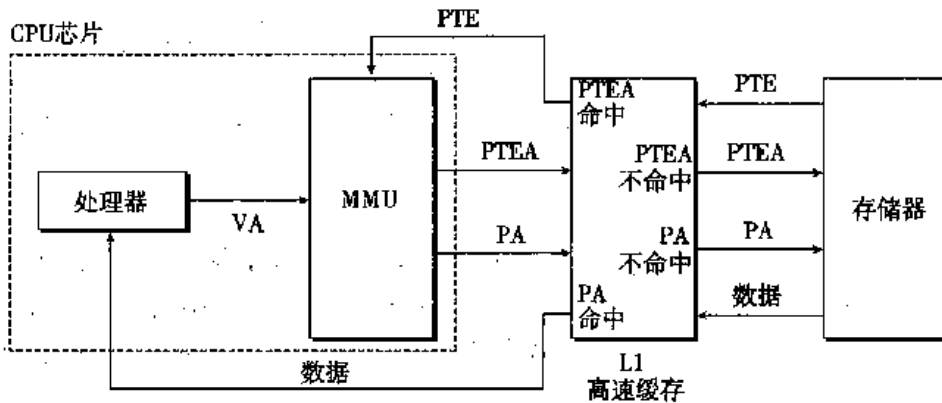 PTE
CPU芯片
PTEA
命中
PTE
PTEA
PTEA
不命中
PTEA
处理器
VA
MMU
存储器
PA
PA
不命中
PA
PA
命中
数据
数据
L1
高速缓存